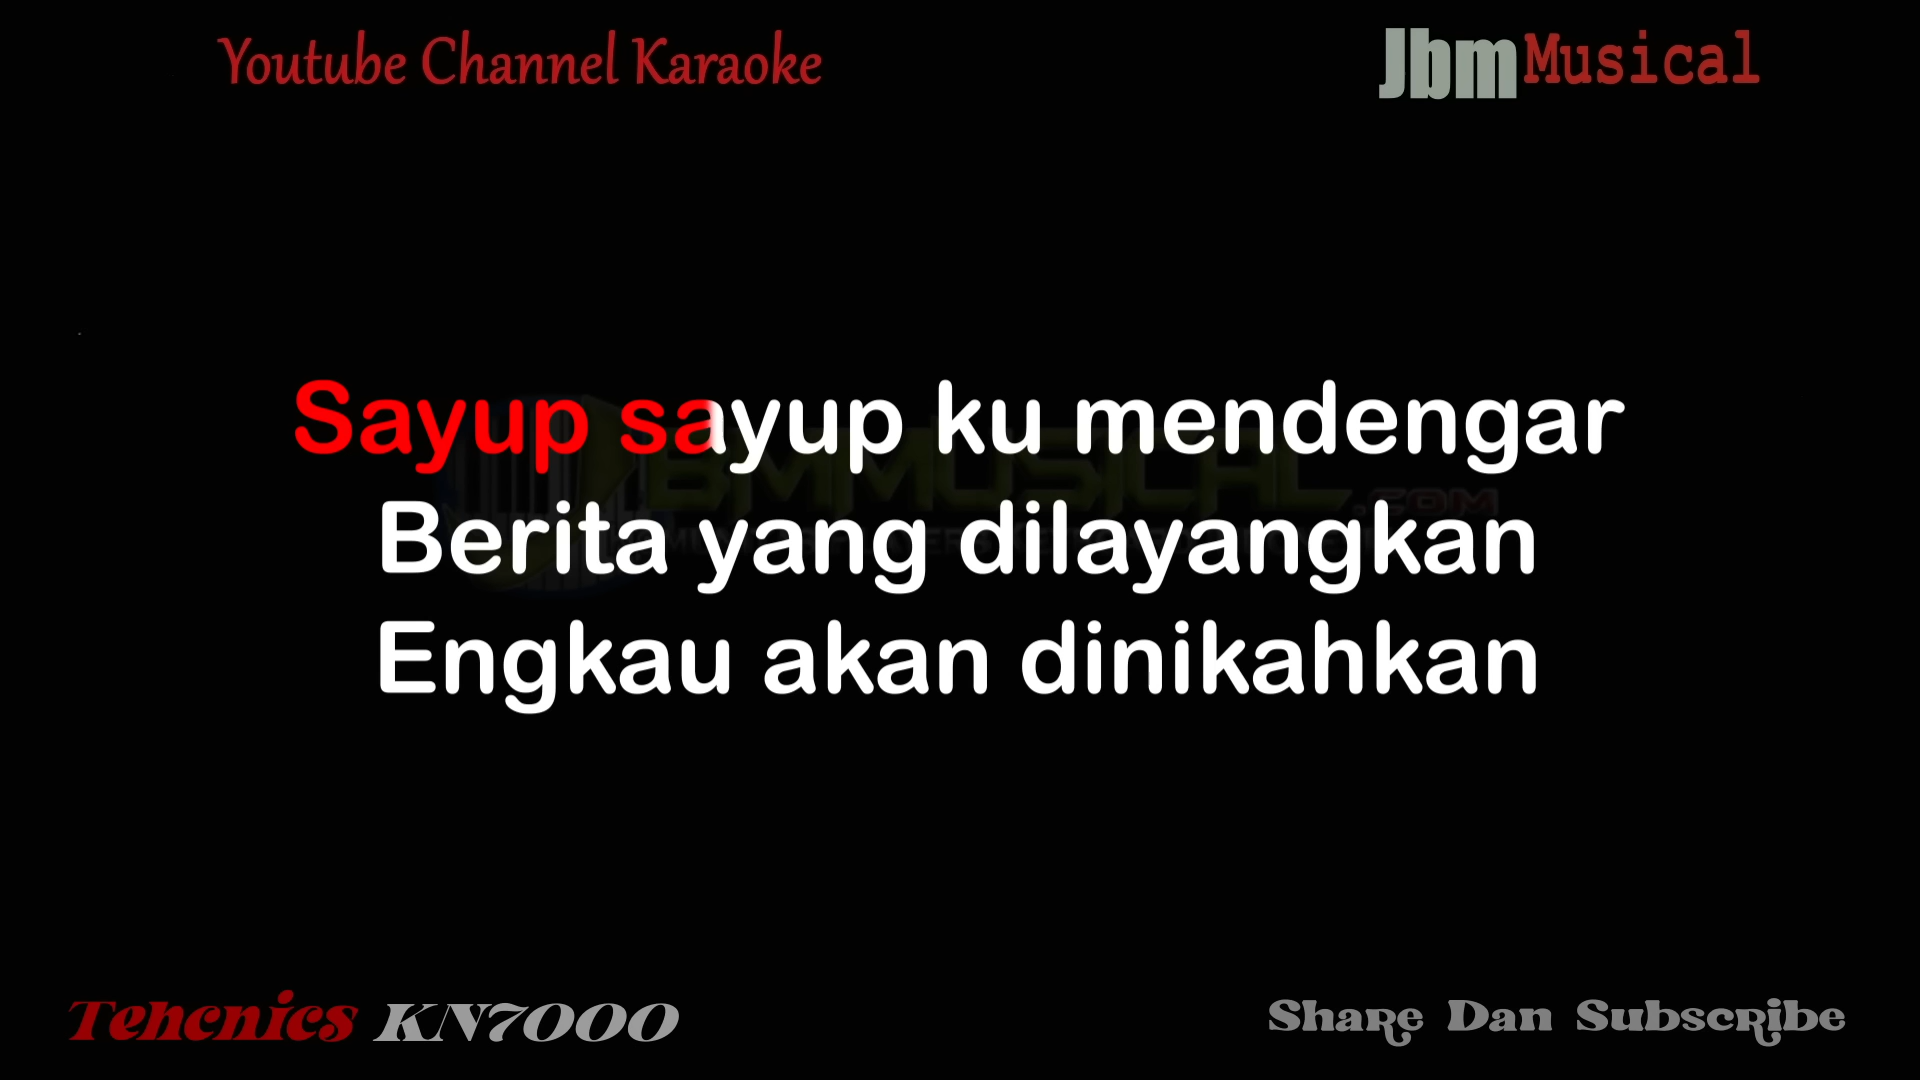 Youtube Channel Karaoke
JbmMusical
Sayup sayup ku mendengar
Berita yang dilayangkan
Engkau akan dinikahkan
Tehcnics KN7000
Share Dan Subscribe